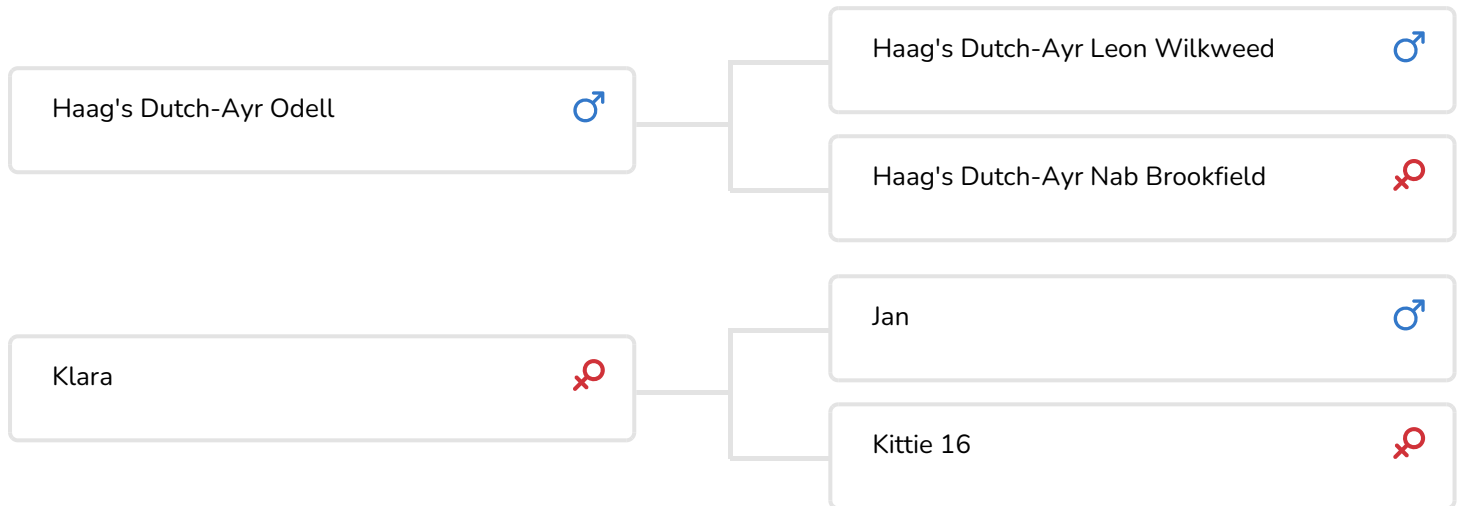 Haag's Dutch-Ayr Leon Wilkweed
Haag's Dutch-Ayr Odell
Haag's Dutch-Ayr Nab Brookfield
Jan
Klara
Kittie 16